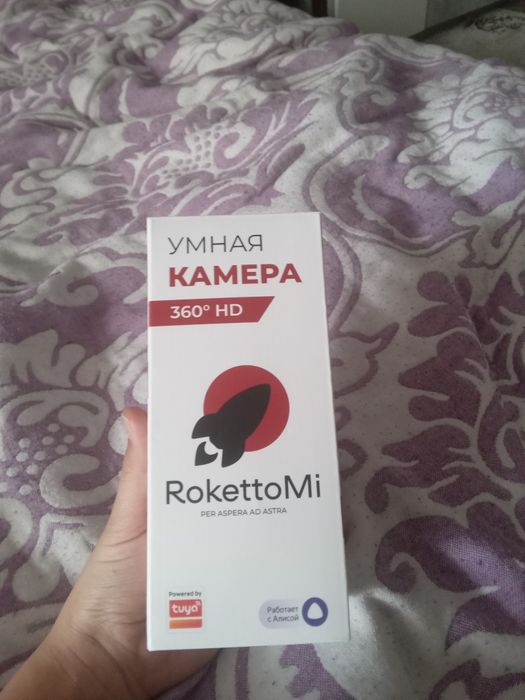 УМНАЯ
КАМЕРА
360° HD
RokettoMi
PER ASPERA AD ASTRA
Powered by
tuya
Работает
с Алисой